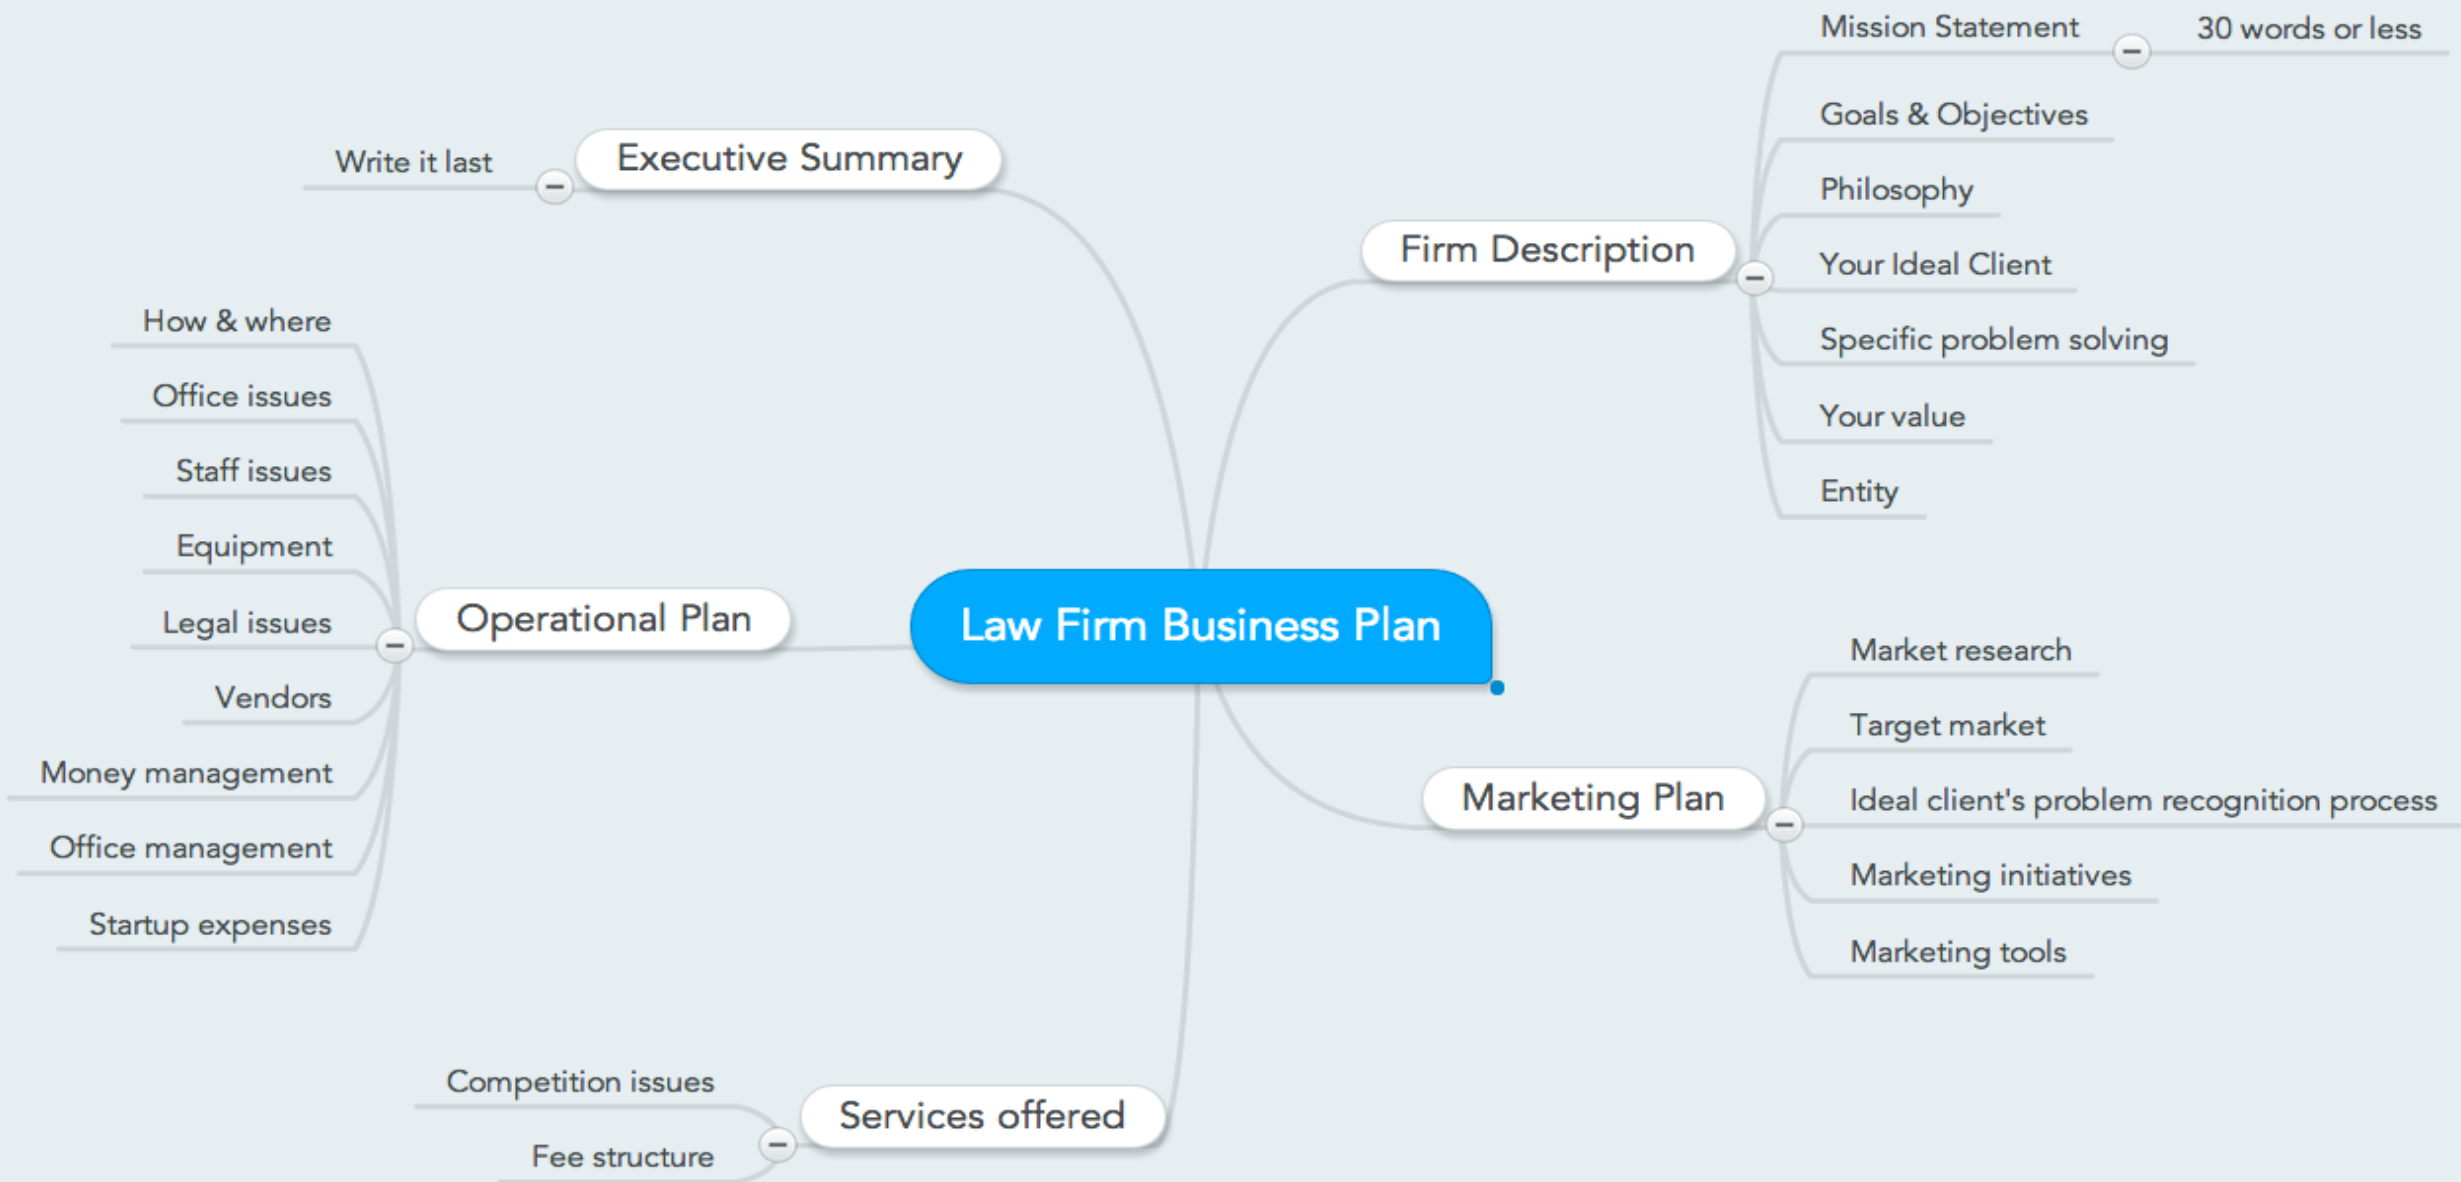 Law Firm Business Plan
Executive Summary
Write it last
Firm Description
Mission Statement
30 words or less
Goals & Objectives
Philosophy
Your Ideal Client
Specific problem solving
Your value
Entity
Operational Plan
How & where
Office issues
Staff issues
Equipment
Legal issues
Vendors
Money management
Office management
Startup expenses
Marketing Plan
Market research
Target market
Ideal client's problem recognition process
Marketing initiatives
Marketing tools
Services offered
Competition issues
Fee structure